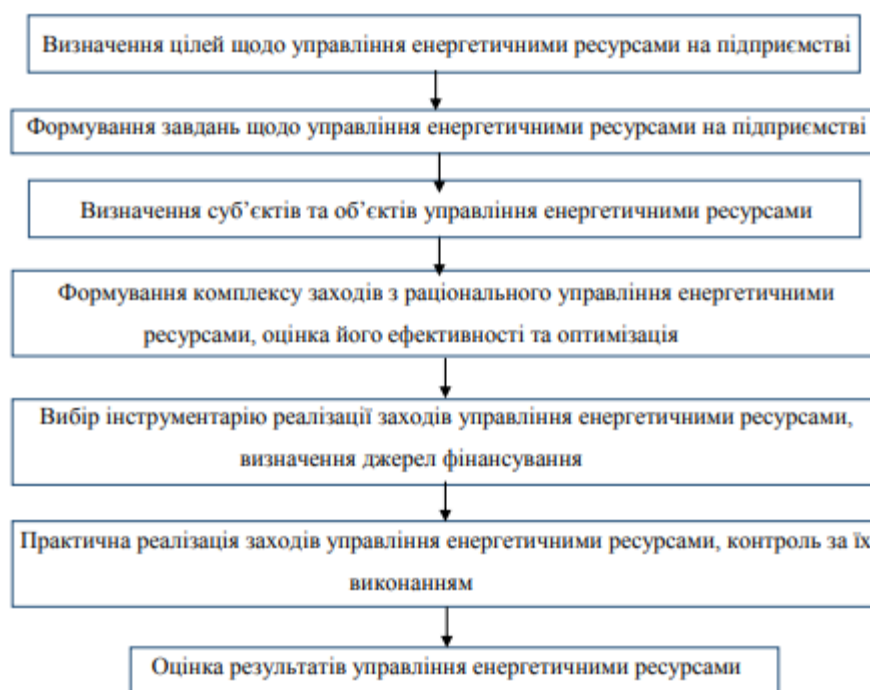 Визначення цілей щодо управління енергетичними ресурсами на підприємстві
Формування завдань щодо управління енергетичними ресурсами на підприємстві
Визначення суб’єктів та об’єктів управління енергетичними ресурсами
Формування комплексу заходів з раціонального управління енергетичними
ресурсами, оцінка його ефективності та оптимізація
Вибір інструментарію реалізації заходів управління енергетичними ресурсами,
визначення джерел фінансування
Практична реалізація заходів управління енергетичними ресурсами, контроль за їх
виконанням
Оцінка результатів управління енергетичними ресурсами